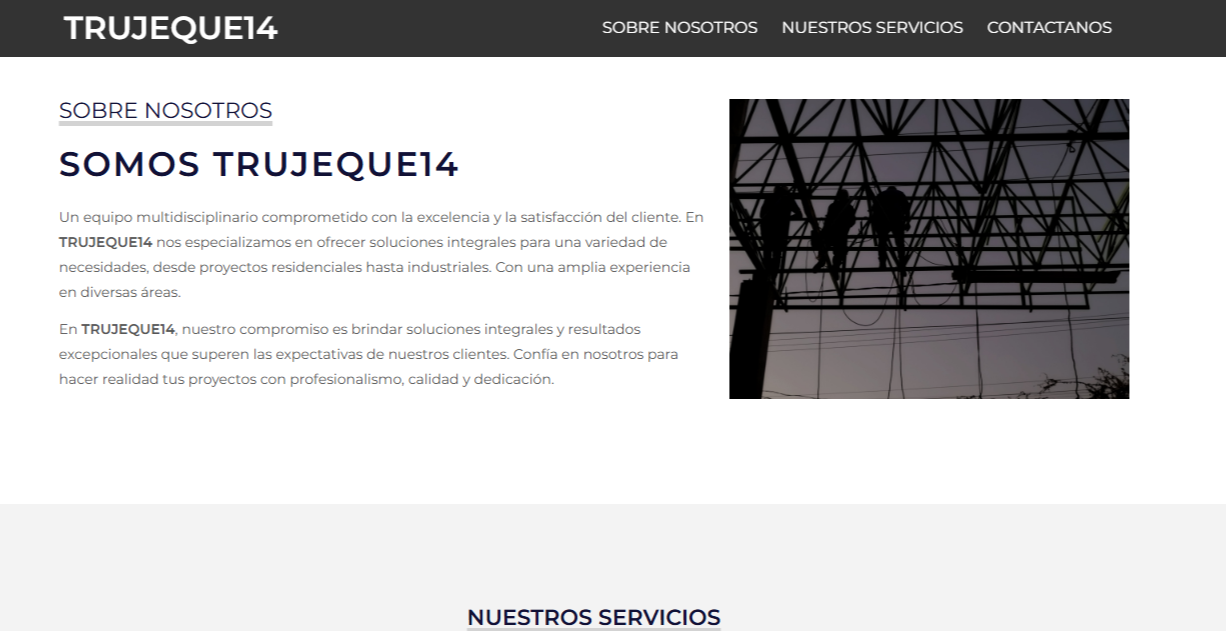 TRUJEQUE14
SOBRE NOSOTROS NUESTROS SERVICIOS CONTACTANOS
SOBRE NOSOTROS
SOMOS TRUJEQUE14
Un equipo multidisciplinario comprometido con la excelencia y la satisfacción del cliente. En
TRUJEQUE14 nos especializamos en ofrecer soluciones integrales para una variedad de
necesidades, desde proyectos residenciales hasta industriales. Con una amplia experiencia
en diversas áreas.
En TRUJEQUE14, nuestro compromiso es brindar soluciones integrales y resultados
excepcionales que superen las expectativas de nuestros clientes. Confía en nosotros para
hacer realidad tus proyectos con profesionalismo, calidad y dedicación.
NUESTROS SERVICIOS